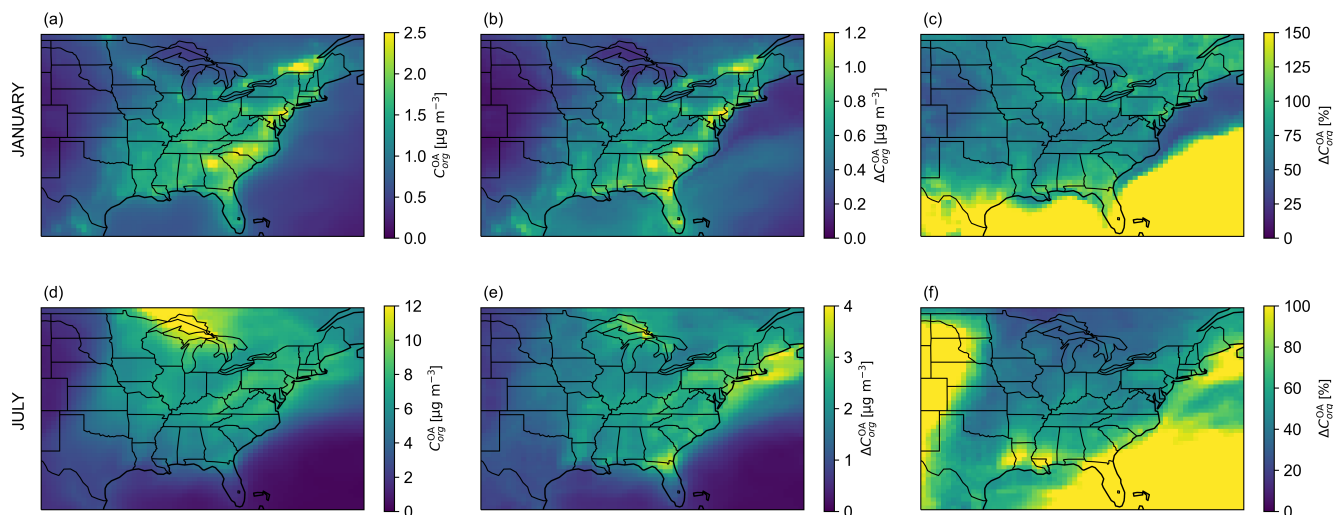 (a)
(b)
(c)
JANUARY
2.5
2.0
1.5
1.0
0.5
0.0
C_org^OA [µg m⁻³]
1.2
1.0
0.8
0.6
0.4
0.2
0.0
ΔC_org^OA [µg m⁻³]
150
125
100
75
50
25
0
ΔC_org^OA [%]
(d)
(e)
(f)
JULY
12
10
8
6
4
2
0
C_org^OA [µg m⁻³]
4
3
2
1
0
ΔC_org^OA [µg m⁻³]
100
80
60
40
20
0
ΔC_org^OA [%]